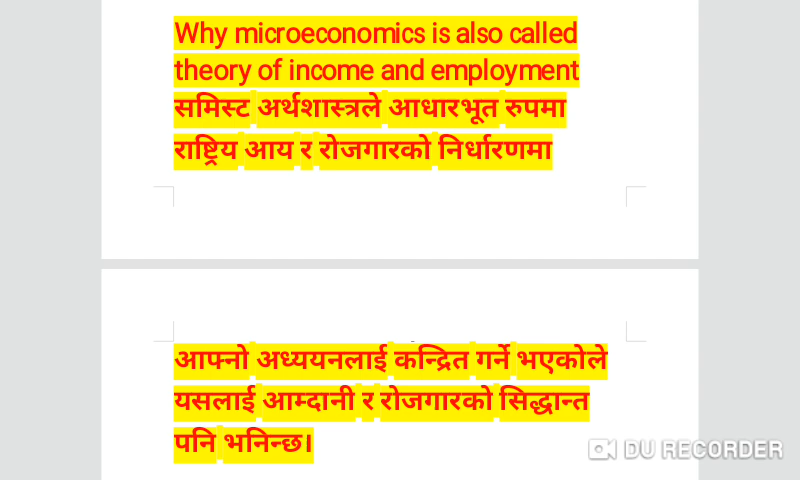 Why microeconomics is also called
theory of income and employment
समिस्ट अर्थशास्त्रले आधारभूत रुपमा
राष्ट्रिय आय र रोजगारको निर्धारणमा
आफ्नो अध्ययनलाई कन्द्रित गर्ने भएकोले
यसलाई आम्दानी र रोजगारको सिद्धान्त
पनि भनिन्छ।
DU RECORDER